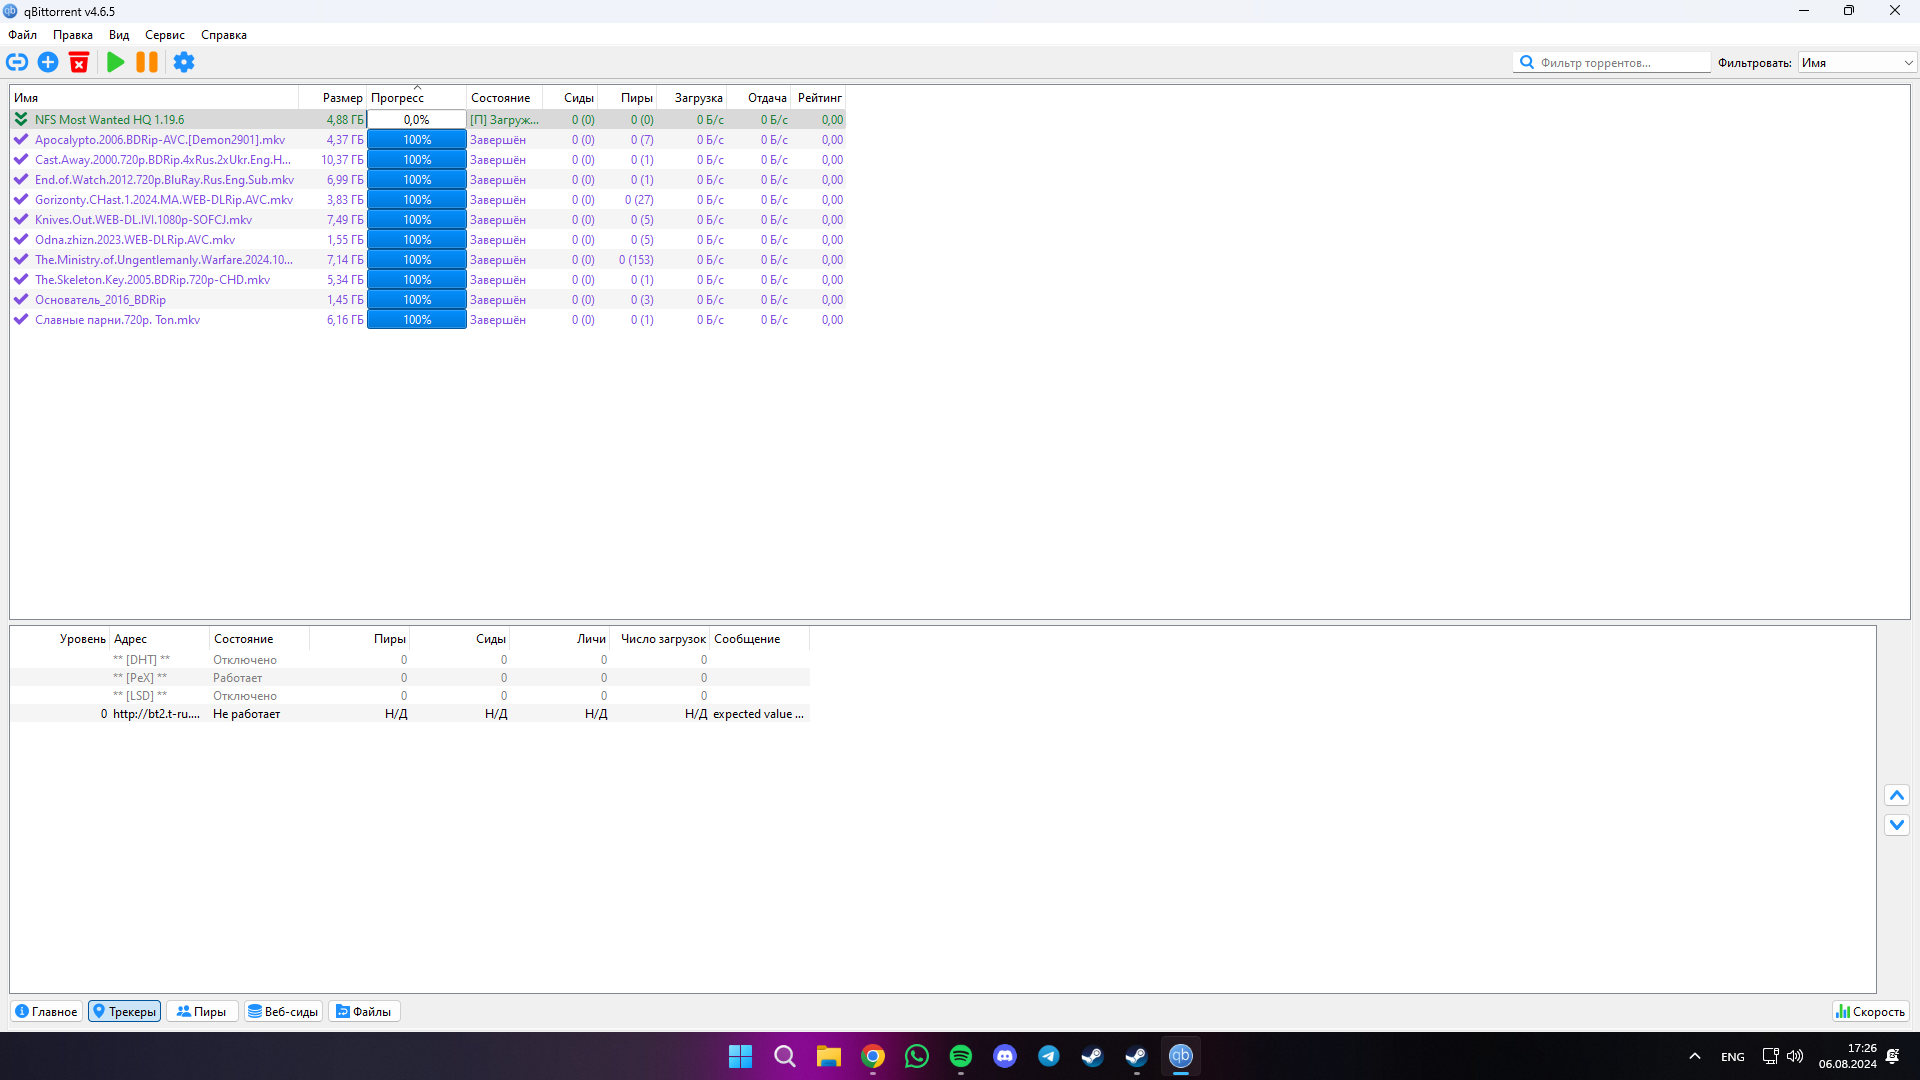 qBittorrent v4.6.5
Файл Правка Вид Сервис Справка
Фильтр торрентов... Фильтровать: Имя
Имя Размер Прогресс Состояние Сиды Пиры Загрузка Отдача Рейтинг
NFS Most Wanted HQ 1.19.6 4,88 ГБ 0,0% [П] Загруж... 0 (0) 0 (0) 0 Б/с 0 Б/с 0,00
Apocalypto.2006.BDRip-AVC.[Demon2901].mkv 4,37 ГБ 100% Завершён 0 (0) 0 (7) 0 Б/с 0 Б/с 0,00
Cast.Away.2000.720p.BDRip.4xRus.2xUkr.Eng.H... 10,37 ГБ 100% Завершён 0 (0) 0 (1) 0 Б/с 0 Б/с 0,00
End.of.Watch.2012.720p.BluRay.Rus.Eng.Sub.mkv 6,99 ГБ 100% Завершён 0 (0) 0 (1) 0 Б/с 0 Б/с 0,00
Gorizonty.CHast.1.2024.MA.WEB-DLRip.AVC.mkv 3,83 ГБ 100% Завершён 0 (0) 0 (27) 0 Б/с 0 Б/с 0,00
Knives.Out.WEB-DL.IVI.1080p-SOFCJ.mkv 7,49 ГБ 100% Завершён 0 (0) 0 (5) 0 Б/с 0 Б/с 0,00
Odna.zhizn.2023.WEB-DLRip.AVC.mkv 1,55 ГБ 100% Завершён 0 (0) 0 (5) 0 Б/с 0 Б/с 0,00
The.Ministry.of.Ungentlemanly.Warfare.2024.10... 7,14 ГБ 100% Завершён 0 (0) 0 (153) 0 Б/с 0 Б/с 0,00
The.Skeleton.Key.2005.BDRip.720p-CHD.mkv 5,34 ГБ 100% Завершён 0 (0) 0 (1) 0 Б/с 0 Б/с 0,00
Основатель_2016_BDRip 1,45 ГБ 100% Завершён 0 (0) 0 (3) 0 Б/с 0 Б/с 0,00
Славные парни.720p. Ton.mkv 6,16 ГБ 100% Завершён 0 (0) 0 (1) 0 Б/с 0 Б/с 0,00
Уровень Адрес Состояние Пиры Сиды Личи Число загрузок Сообщение
** [DHT] ** Отключено 0 0 0 0
** [PeX] ** Работает 0 0 0 0
** [LSD] ** Отключено 0 0 0 0
0 http://bt2.t-ru.... Не работает Н/Д Н/Д Н/Д Н/Д expected value ...
Главное Трекеры Пиры Веб-сиды Файлы Скорость
qb ENG 17:26
06.08.2024